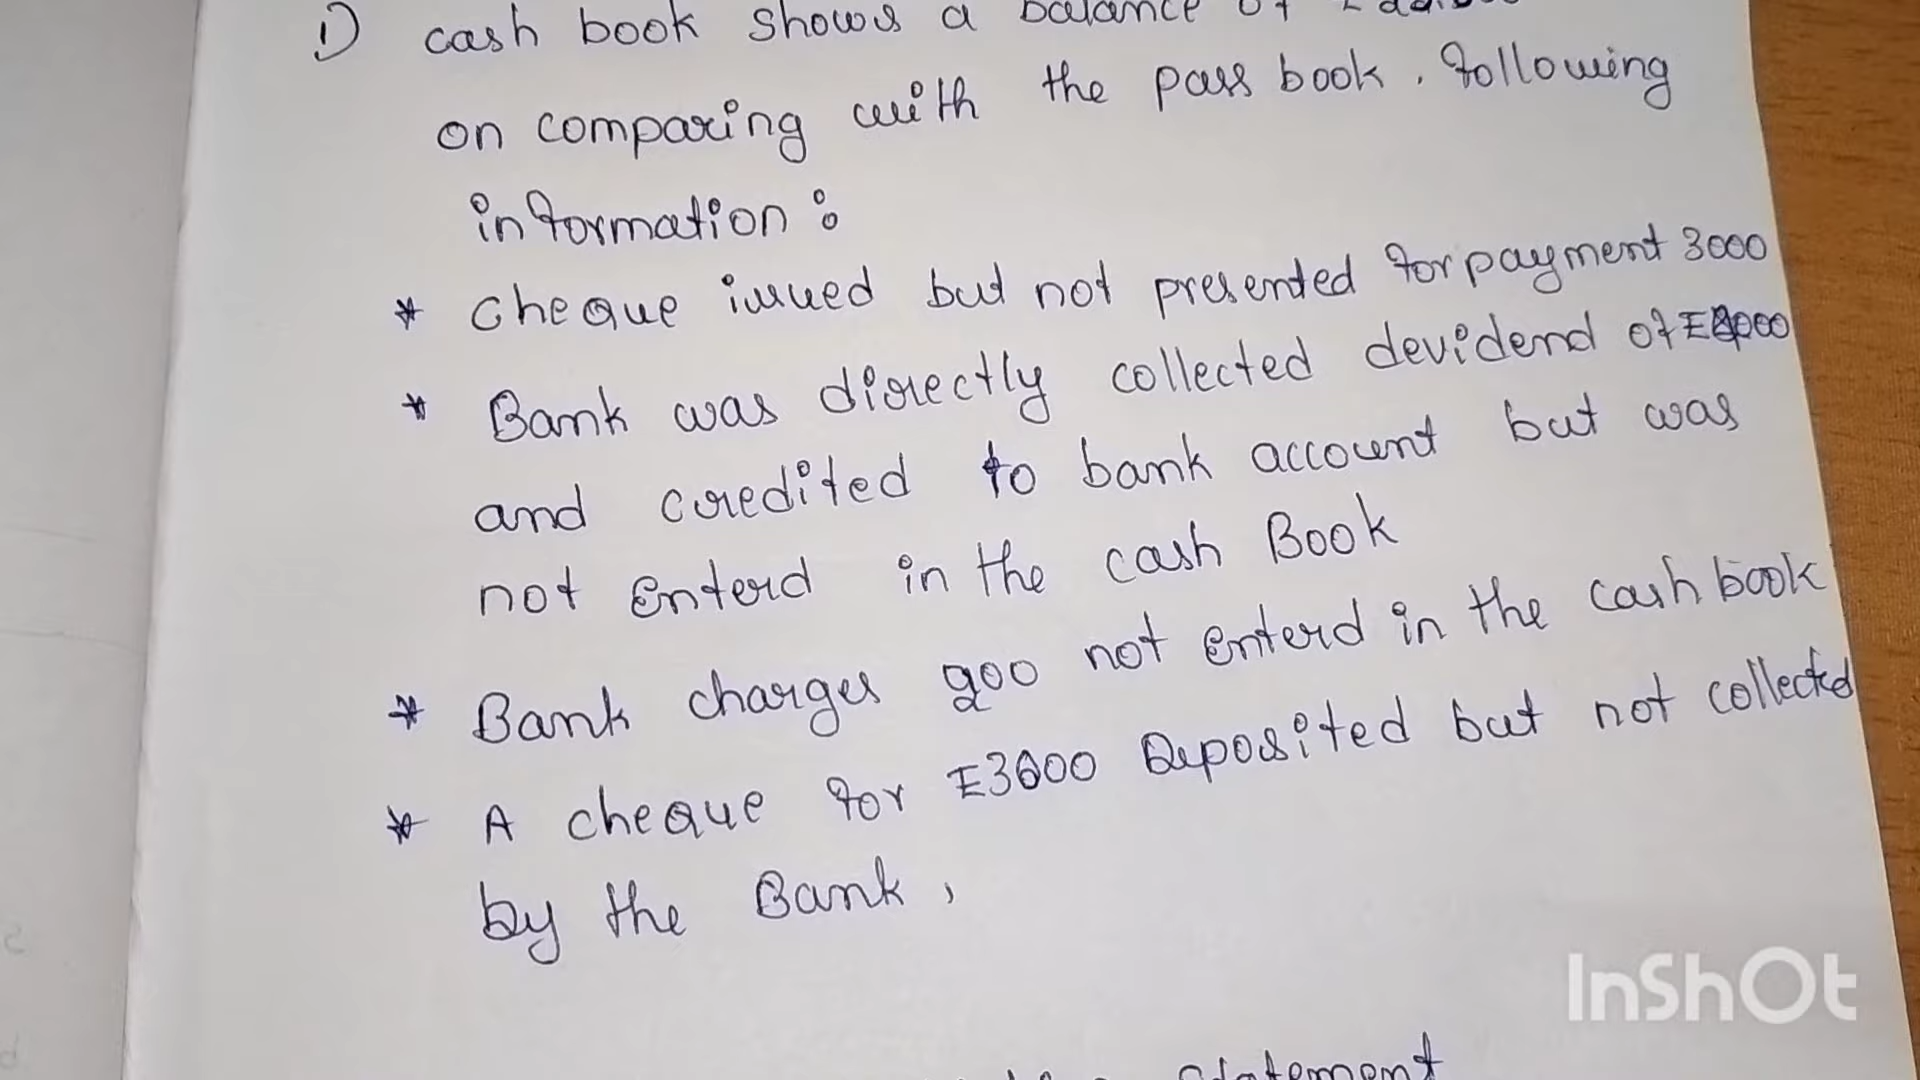 1) cash book shows a balance of
on comparing with the pass book. following
information :
* cheque issued but not presented for payment 3000
* Bank was directly collected devidend of
and credited to bank account but was
not enterd in the cash Book
* Bank charges 200 not enterd in the cash book
* A cheque for ₹3600 Deposited but not collected
by the Bank,
statement
InShOt